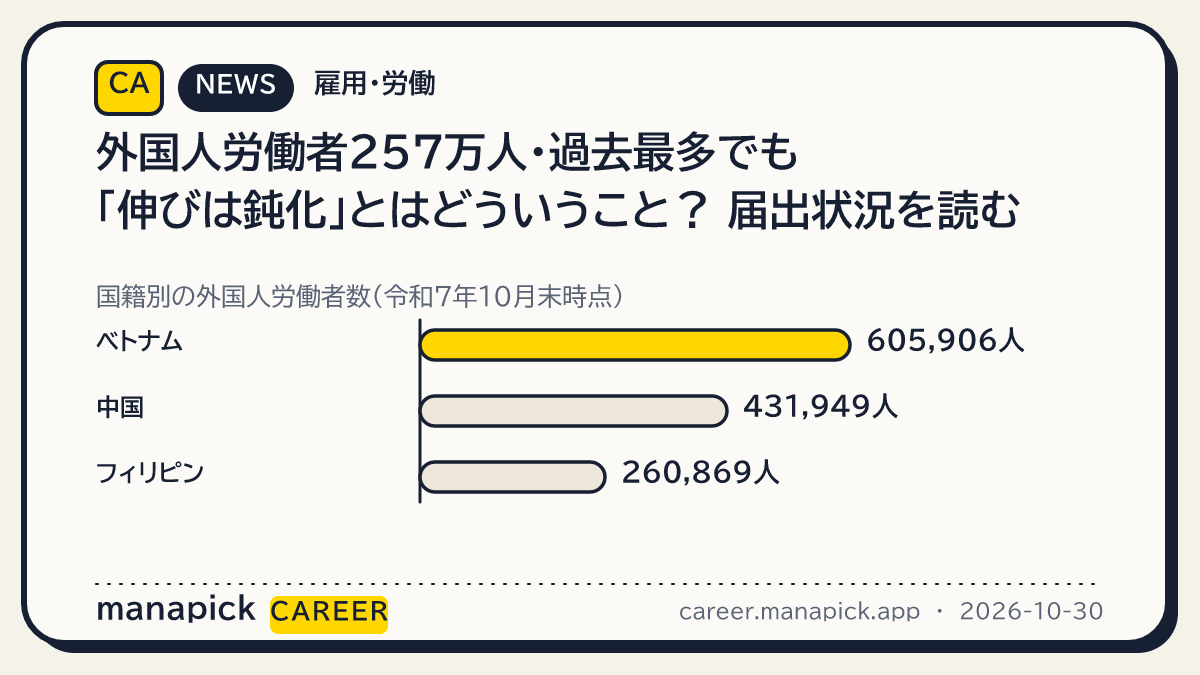 CA NEWS 雇用・労働
外国人労働者257万人・過去最多でも
「伸びは鈍化」とはどういうこと？ 届出状況を読む
国籍別の外国人労働者数（令和7年10月末時点）
ベトナム 605,906人
中国 431,949人
フィリピン 260,869人
manapick CAREER career.manapick.app ・ 2026-10-30